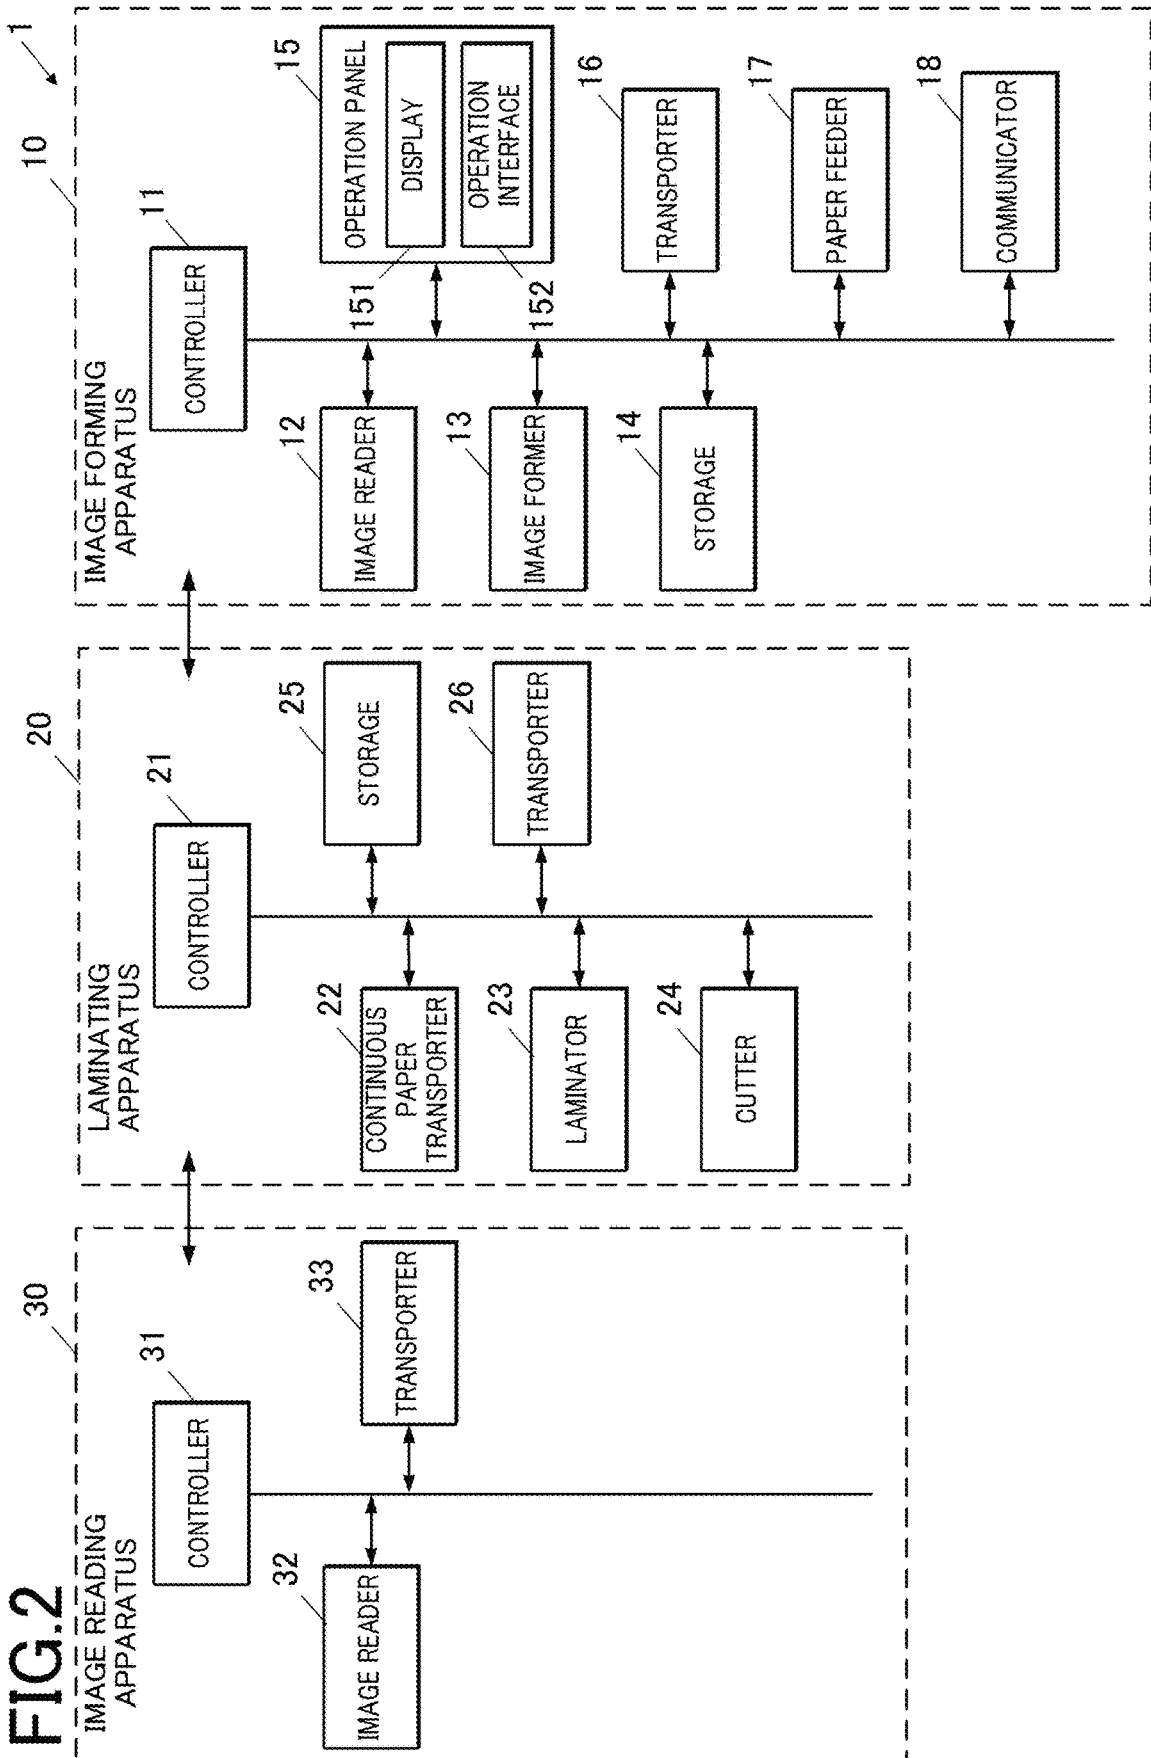 FIG.2
1
30
IMAGE READING
APPARATUS
31
CONTROLLER
32
IMAGE READER
33
TRANSPORTER
20
LAMINATING
APPARATUS
21
CONTROLLER
22
CONTINUOUS
PAPER
TRANSPORTER
25
STORAGE
23
LAMINATOR
26
TRANSPORTER
24
CUTTER
10
IMAGE FORMING
APPARATUS
11
CONTROLLER
12
IMAGE READER
15
OPERATION PANEL
151
DISPLAY
152
OPERATION
INTERFACE
13
IMAGE FORMER
14
STORAGE
16
TRANSPORTER
17
PAPER FEEDER
18
COMMUNICATOR